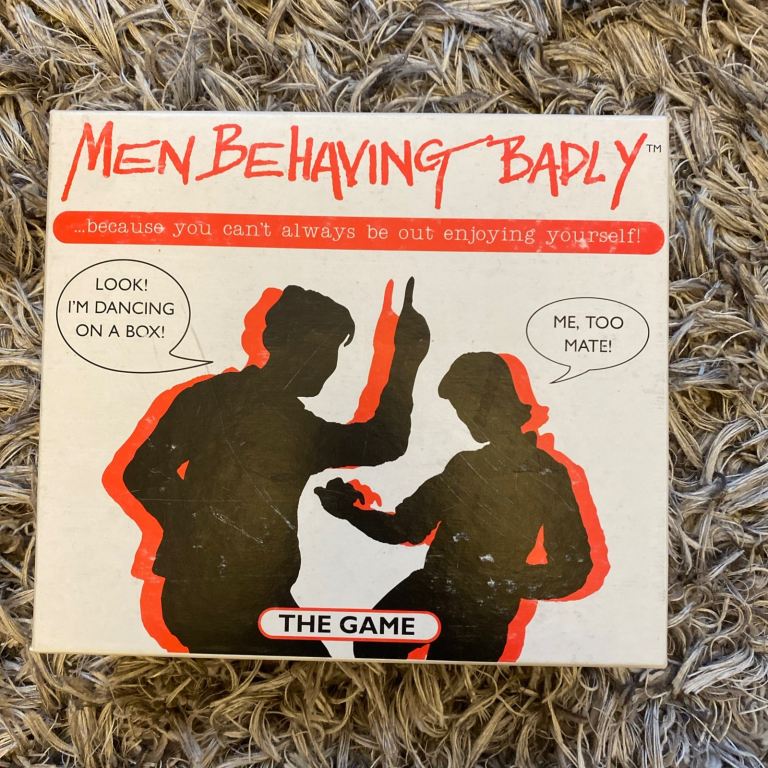 MEN BEHAVING BADLY™
...because you can't always be out enjoying yourself!
LOOK!
I'M DANCING
ON A BOX!
ME, TOO
MATE!
THE GAME